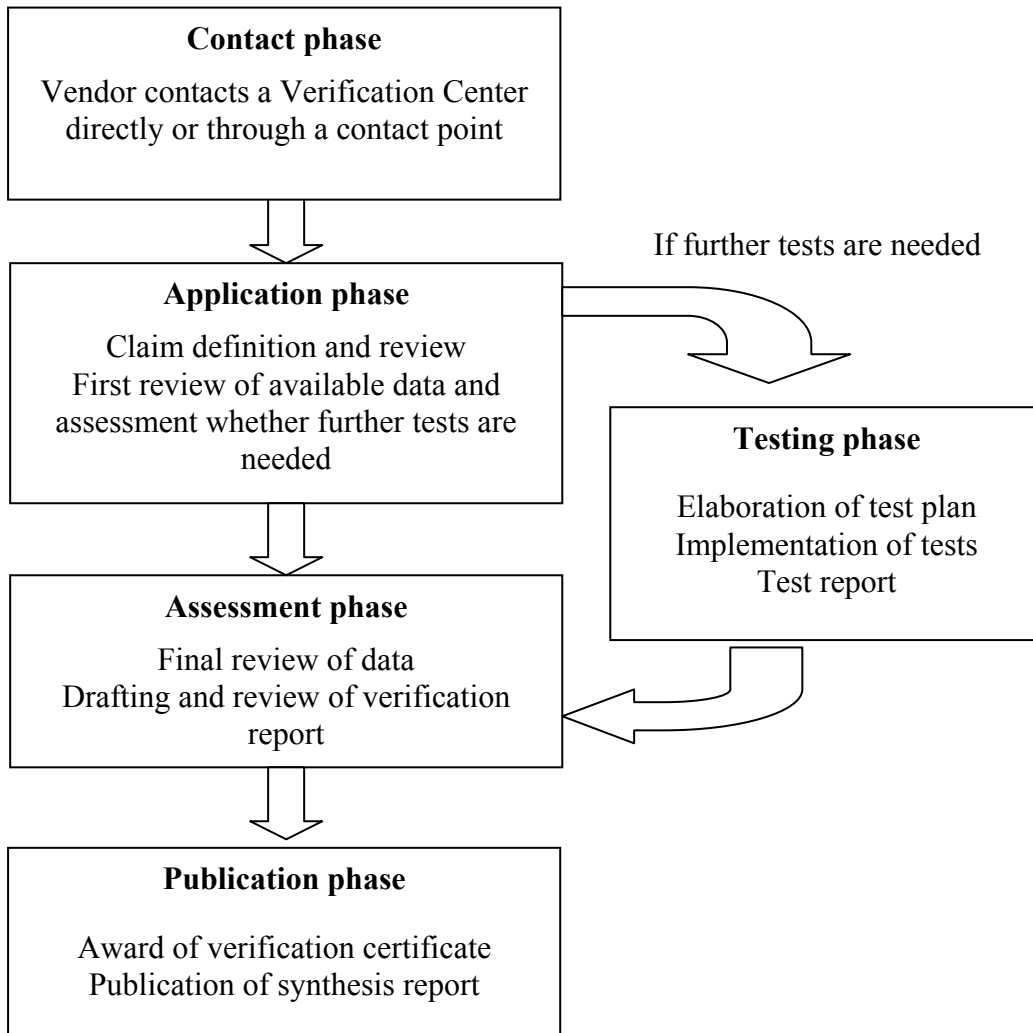 Contact phase
Vendor contacts a Verification Center
directly or through a contact point
If further tests are needed
Application phase
Claim definition and review
First review of available data and
assessment whether further tests are
needed
Testing phase
Elaboration of test plan
Implementation of tests
Test report
Assessment phase
Final review of data
Drafting and review of verification
report
Publication phase
Award of verification certificate
Publication of synthesis report